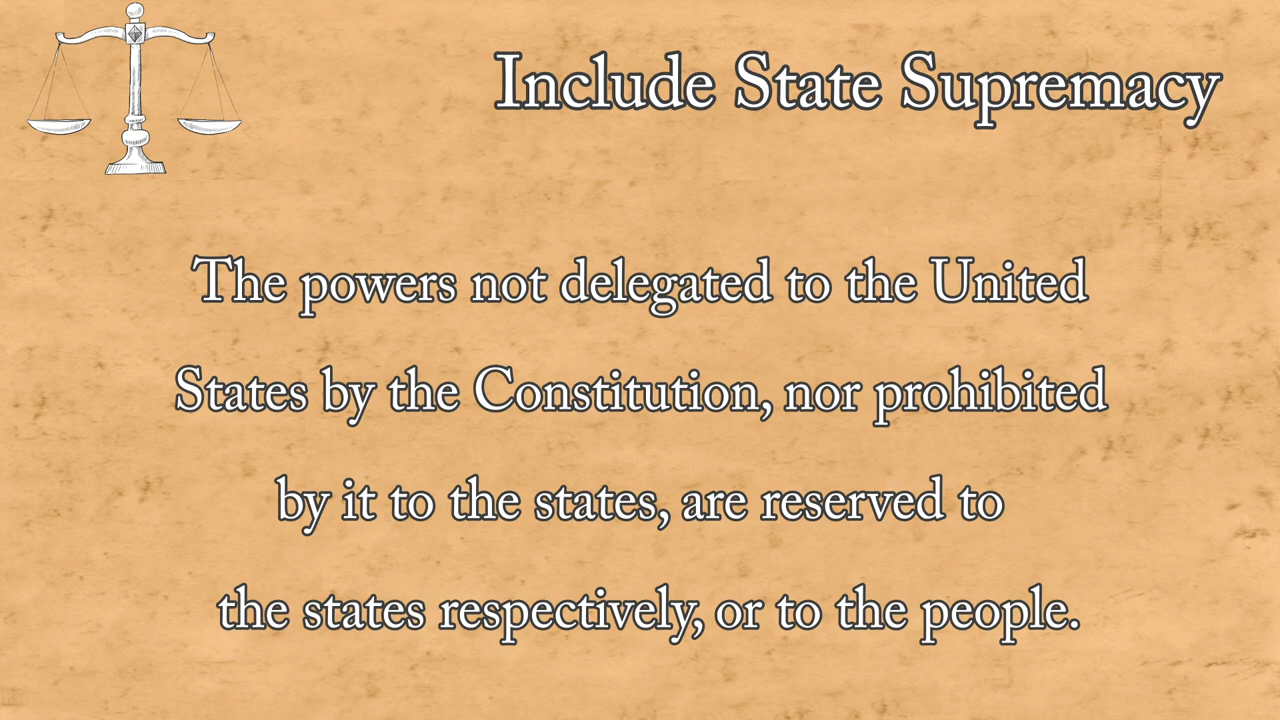 Include State Supremacy
The powers not delegated to the United
States by the Constitution, nor prohibited
by it to the states, are reserved to
the states respectively, or to the people.